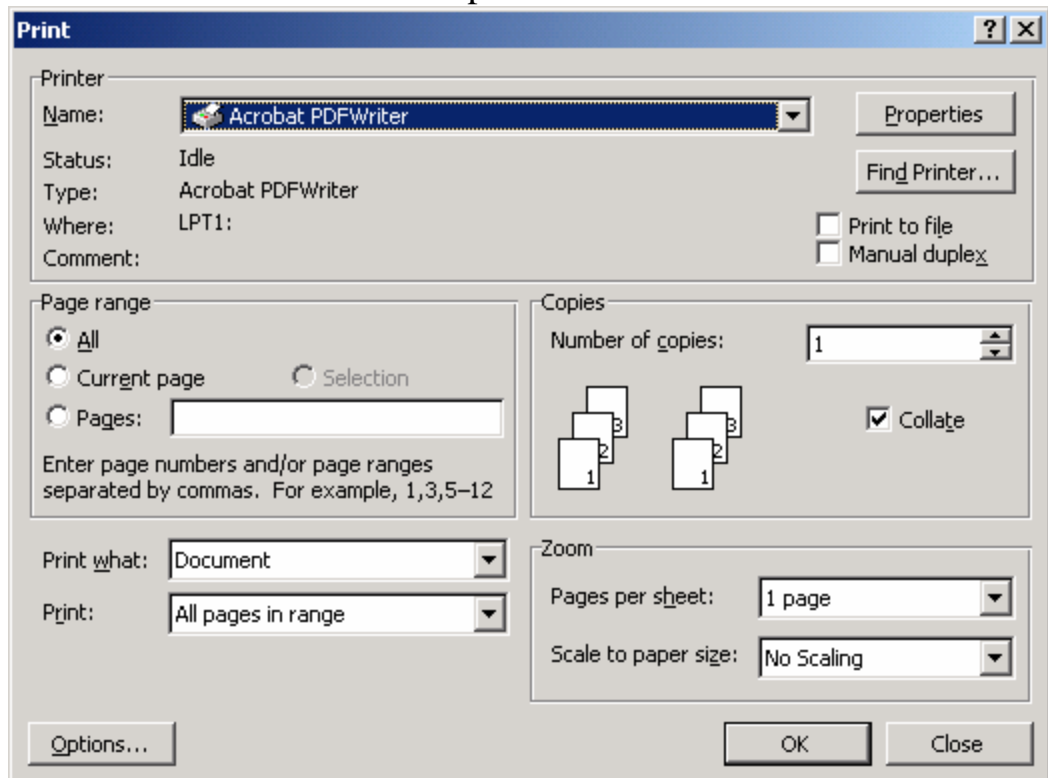 Print
Printer
Name: Acrobat PDFWriter
Properties
Status: Idle
Find Printer...
Type: Acrobat PDFWriter
Where: LPT1:
Print to file
Comment:
Manual duplex
Page range
All
Current page Selection
Pages:
Enter page numbers and/or page ranges
separated by commas. For example, 1,3,5–12
Copies
Number of copies: 1
3 3
2 2
1 1
Collate
Print what: Document
Print: All pages in range
Zoom
Pages per sheet: 1 page
Scale to paper size: No Scaling
Options...
OK
Close